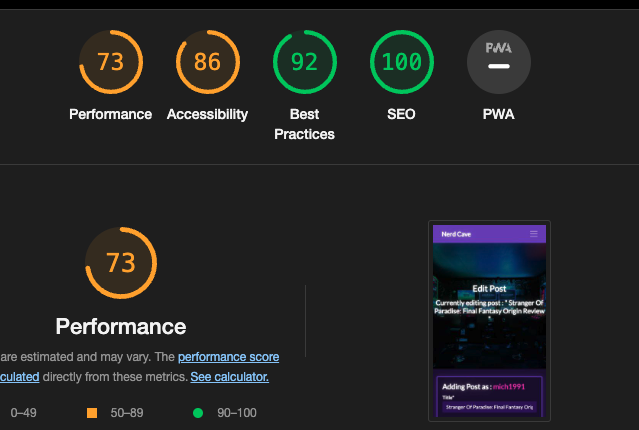 PWA
73 86 92 100
Performance Accessibility Best Practices SEO PWA
73
Performance
are estimated and may vary. The performance score
culated directly from these metrics. See calculator.
0–49 50–89 90–100
Nerd Cave
Edit Post
Currently editing post : " Stranger Of
Paradise: Final Fantasy Origin Review
Adding Post as : mich1991
Title*
Stranger Of Paradise: Final Fantasy Orig